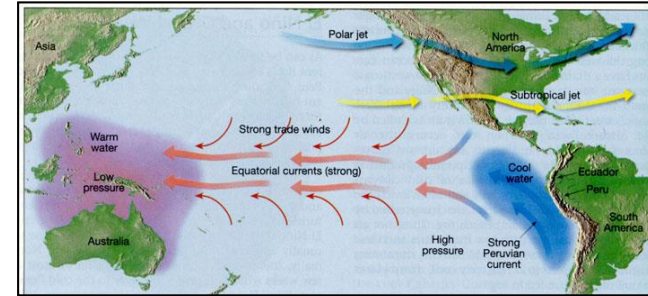 Asia
Polar jet
North
America
Subtropical jet
Strong trade winds
Warm
water
Equatorial currents (strong)
Low
pressure
Cool
water
Ecuador
Peru
South
America
Australia
High
pressure
Strong
Peruvian
current